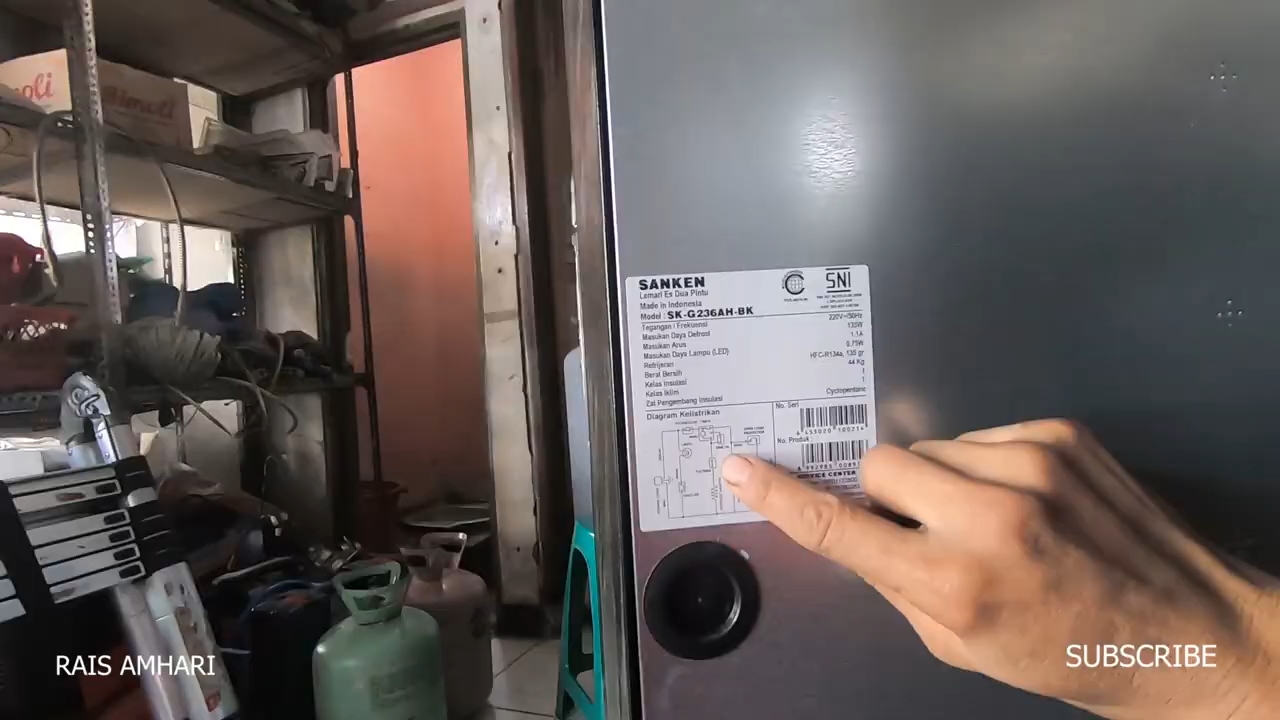 oli
Bimoli
SANKEN
Lemari Es Dua Pintu
Made in Indonesia
Model : SK-G236AH-BK
SNI
Tegangan / Frekuensi 220V~/50Hz
Masukan Daya Defrost 135W
Masukan Arus 1.1A
Masukan Daya Lampu (LED) 0.75W
Refrijeran HFC-R134a, 135 gr
Berat Bersih 44 Kg
Kelas Insulasi I
Kelas Iklim
Zat Pengembang Insulasi Cyclopentane
Diagram Kelistrikan
No. Seri
No. Produk
RAIS AMHARI
SUBSCRIBE